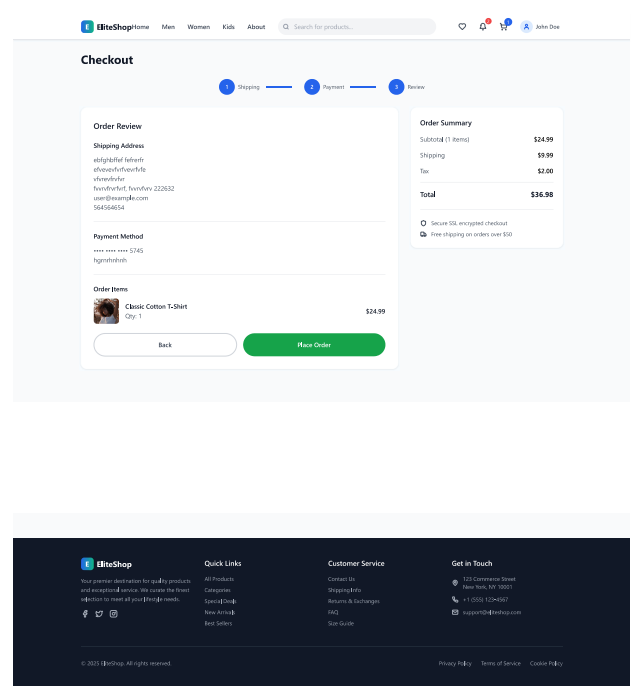 E EliteShop Home Men Women Kids About Search for products... 2 1 A John Doe
Checkout
1 Shipping 2 Payment 3 Review
Order Review
Shipping Address
ebfghbffef fefrerfr
efvevevfvrfvevrfvfe
vfvrevfrvfvr
fvvrvfrvrfvrf, fvvrvfvrv 222632
user@example.com
564564654
Payment Method
•••• •••• •••• 5745
hgmrhnhnh
Order Items
Classic Cotton T-Shirt
Qty: 1
$24.99
Back Place Order
Order Summary
Subtotal (1 items) $24.99
Shipping $9.99
Tax $2.00
Total $36.98
Secure SSL encrypted checkout
Free shipping on orders over $50
E EliteShop
Your premier destination for quality products
and exceptional service. We curate the finest
selection to meet all your lifestyle needs.
Quick Links
All Products
Categories
Special Deals
New Arrivals
Best Sellers
Customer Service
Contact Us
Shipping Info
Returns & Exchanges
FAQ
Size Guide
Get in Touch
123 Commerce Street
New York, NY 10001
+1 (555) 123-4567
support@eliteshop.com
© 2025 EliteShop. All rights reserved.
Privacy Policy Terms of Service Cookie Policy